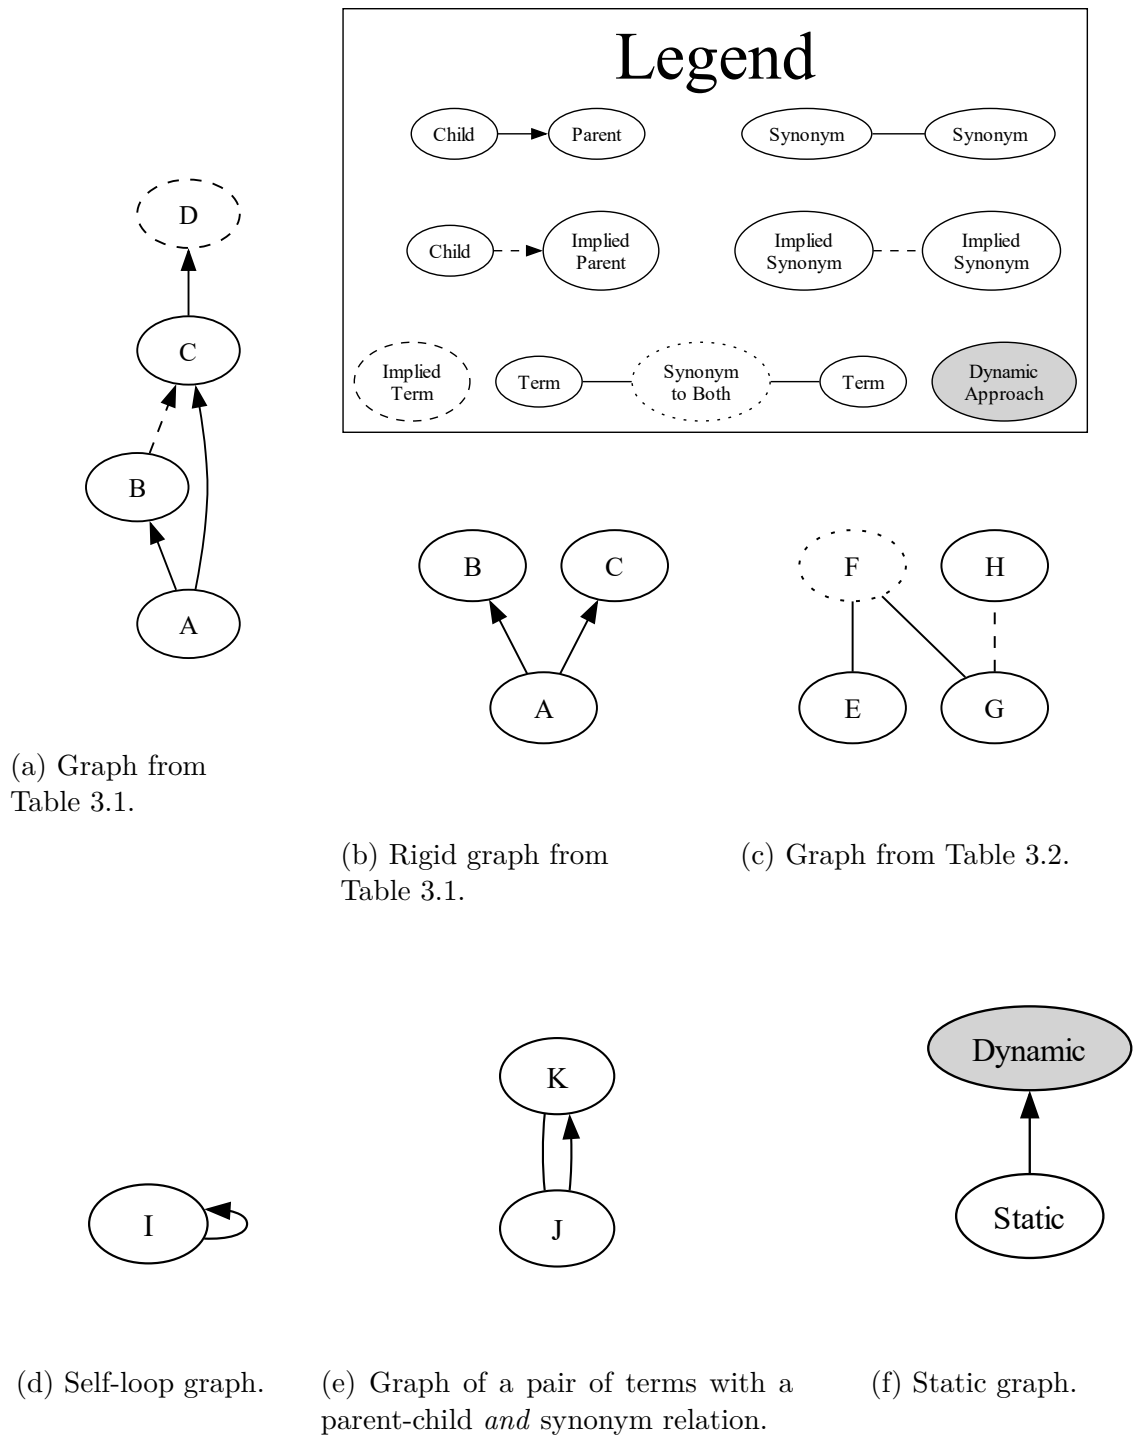 Legend
Child
Parent
Synonym
Synonym
Child
Implied
Parent
Implied
Synonym
Implied
Synonym
Implied
Term
Term
Synonym
to Both
Term
Dynamic
Approach
D
C
B
A
(a) Graph from
Table 3.1.
B
C
A
(b) Rigid graph from
Table 3.1.
F
H
E
G
(c) Graph from Table 3.2.
I
(d) Self-loop graph.
K
J
(e) Graph of a pair of terms with a
parent-child and synonym relation.
Dynamic
Static
(f) Static graph.